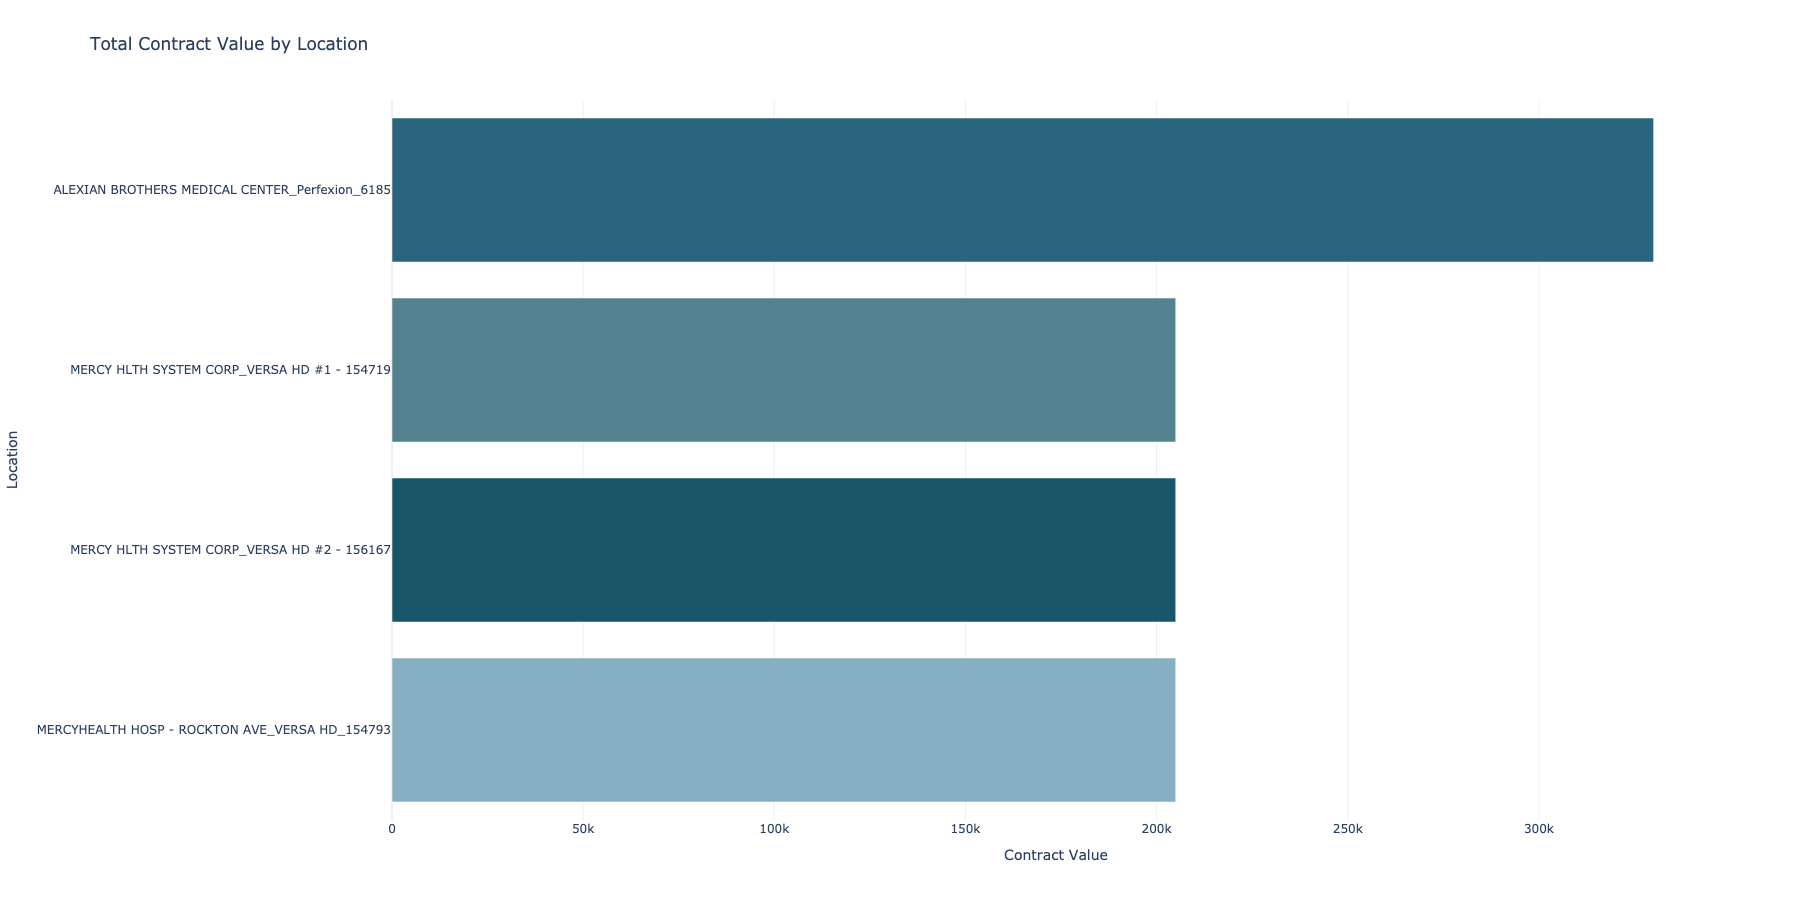 Total Contract Value by Location
ALEXIAN BROTHERS MEDICAL CENTER_Perfexion_6185
MERCY HLTH SYSTEM CORP_VERSA HD #1 - 154719
Location
MERCY HLTH SYSTEM CORP_VERSA HD #2 - 156167
MERCYHEALTH HOSP - ROCKTON AVE_VERSA HD_154793
0 50k 100k 150k 200k 250k 300k
Contract Value